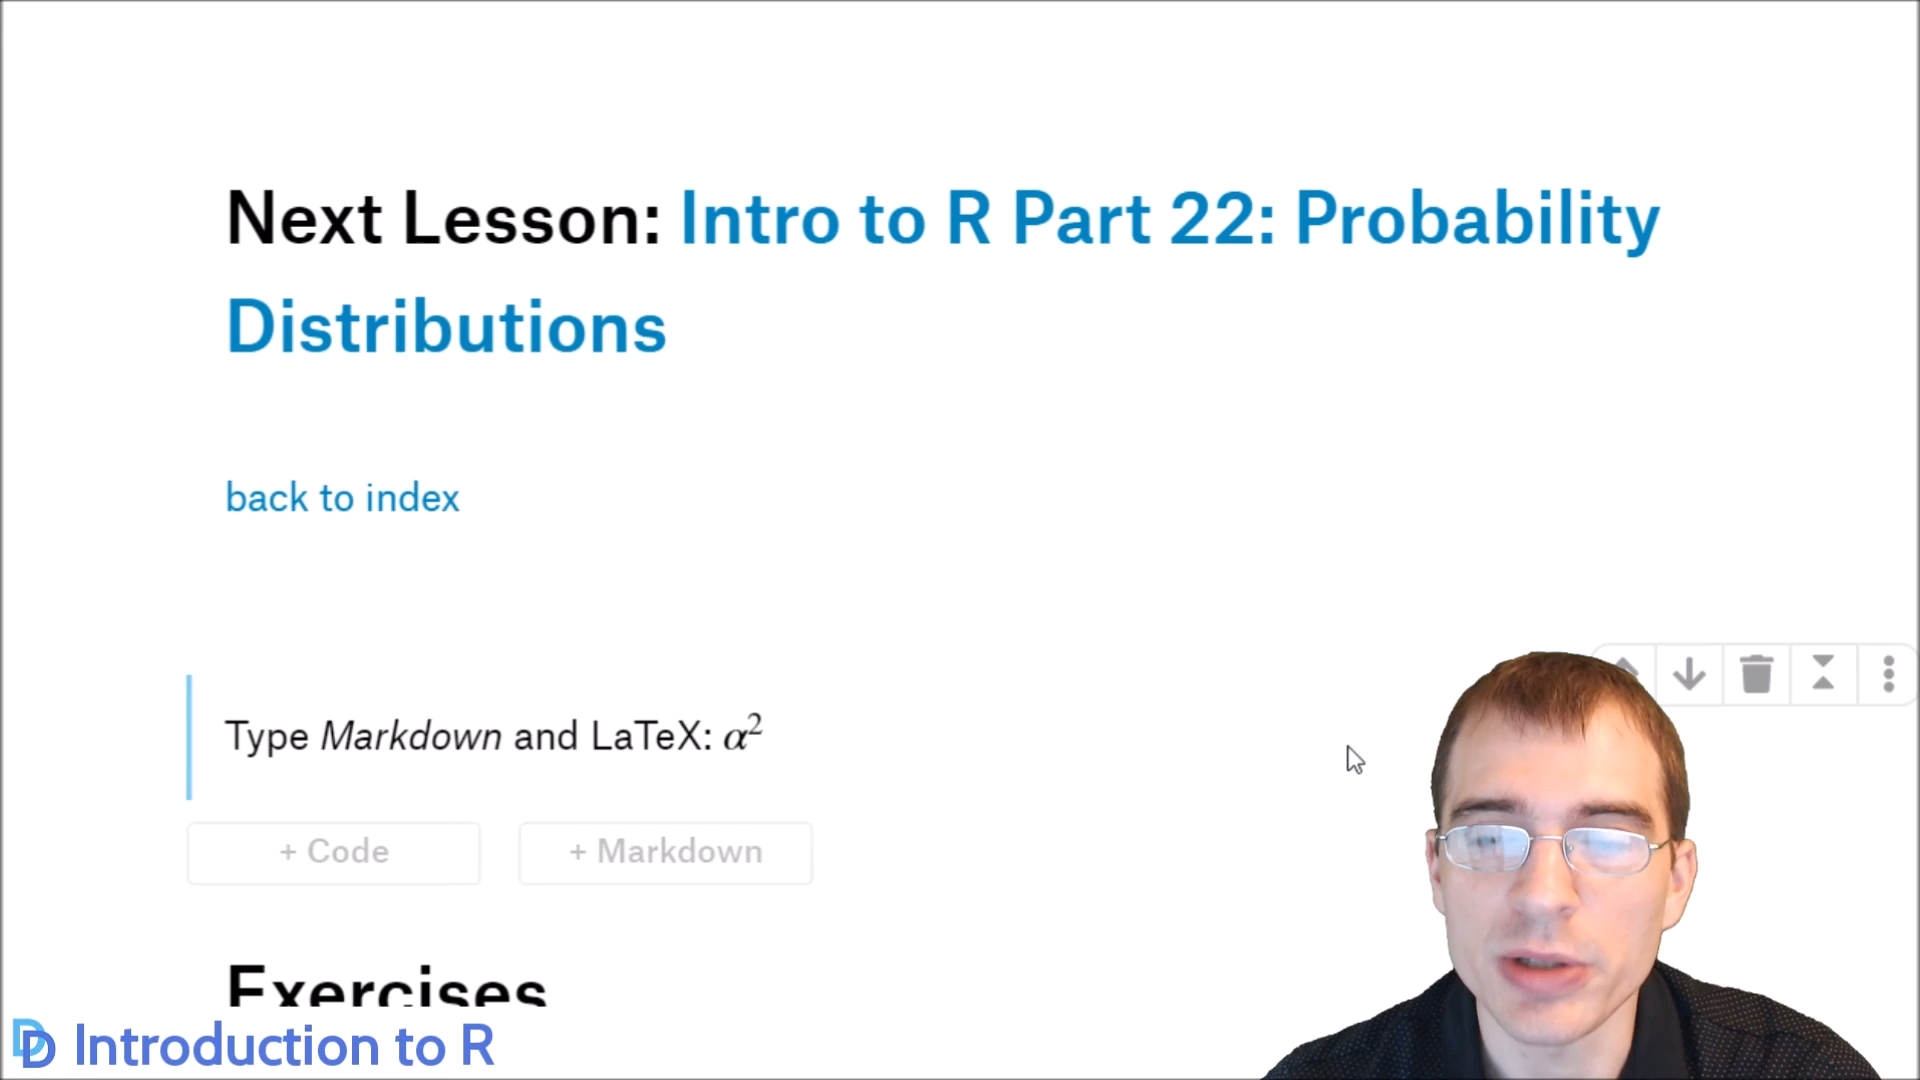 Next Lesson: Intro to R Part 22: Probability
Distributions
back to index
Type Markdown and LaTeX: α²
+ Code
+ Markdown
Exercises
Introduction to R